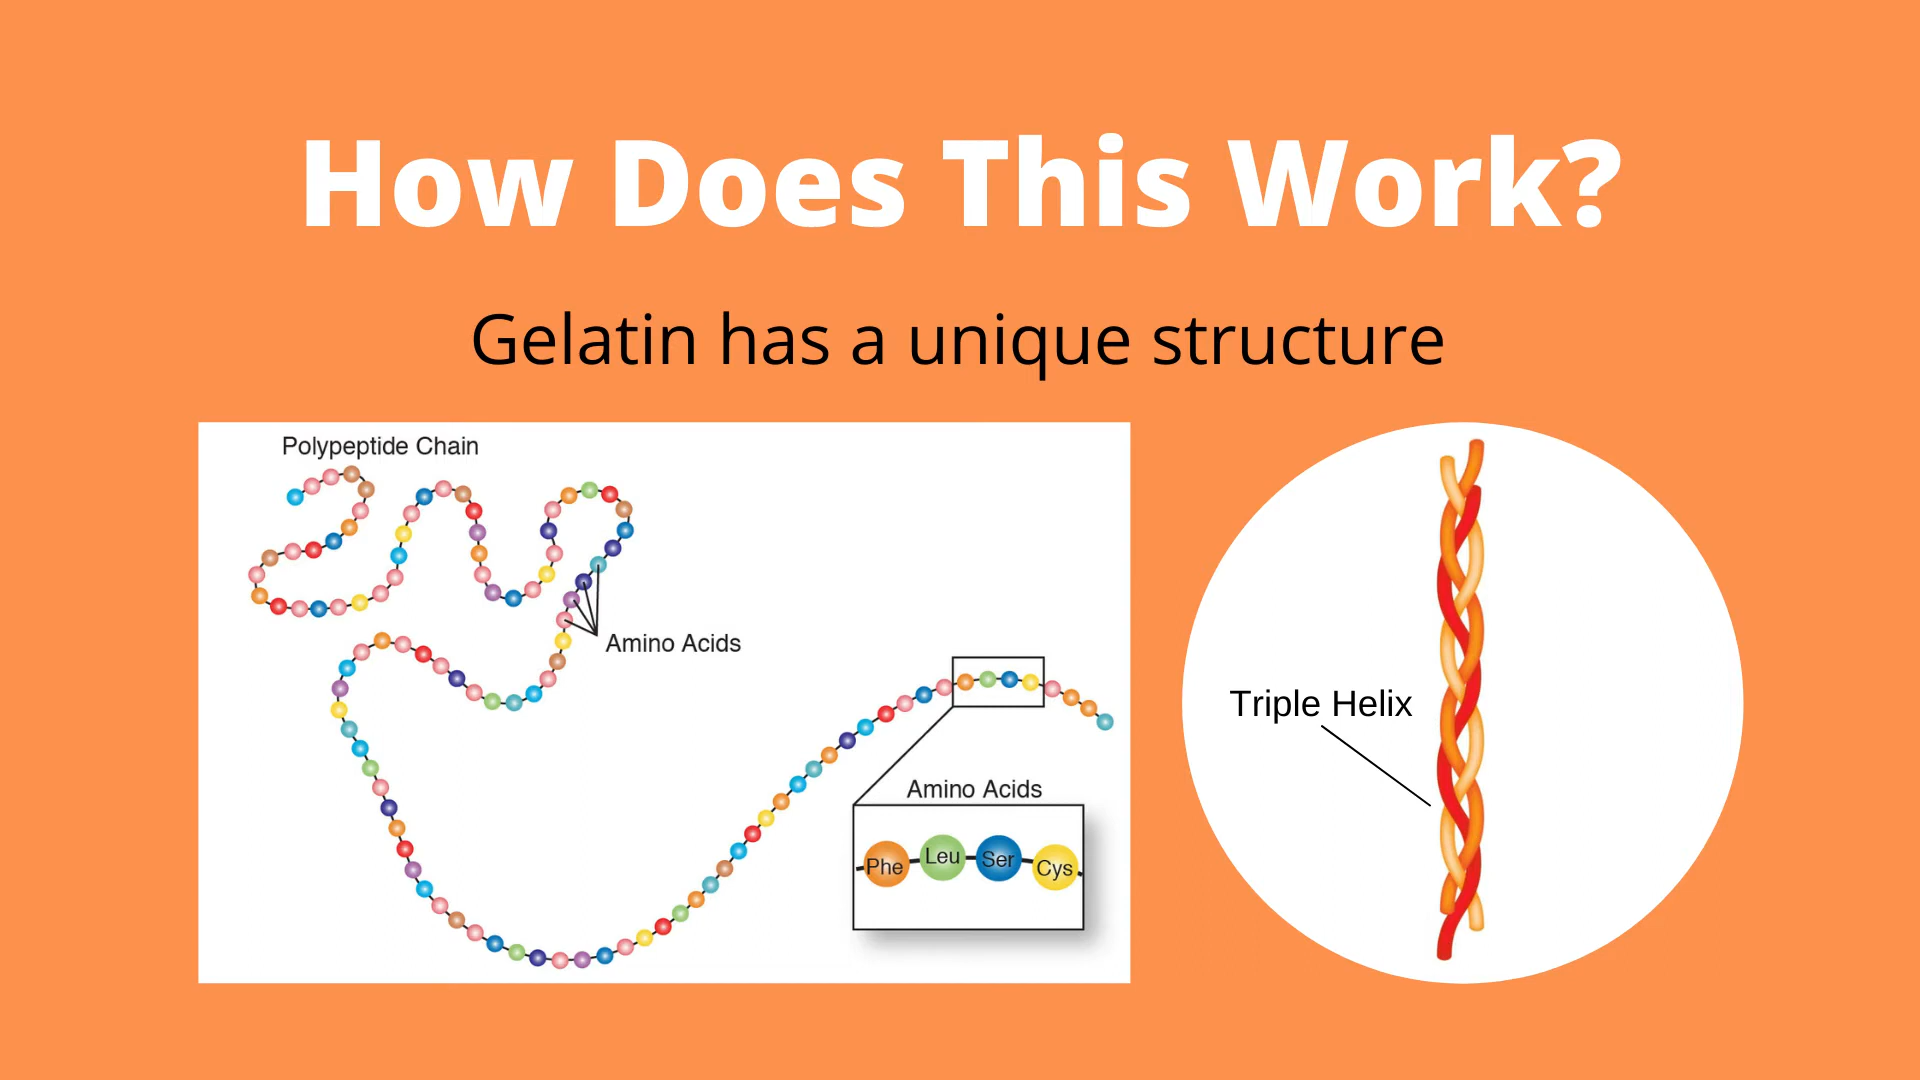 How Does This Work?
Gelatin has a unique structure
Polypeptide Chain
Amino Acids
Amino Acids
Phe Leu Ser Cys
Triple Helix